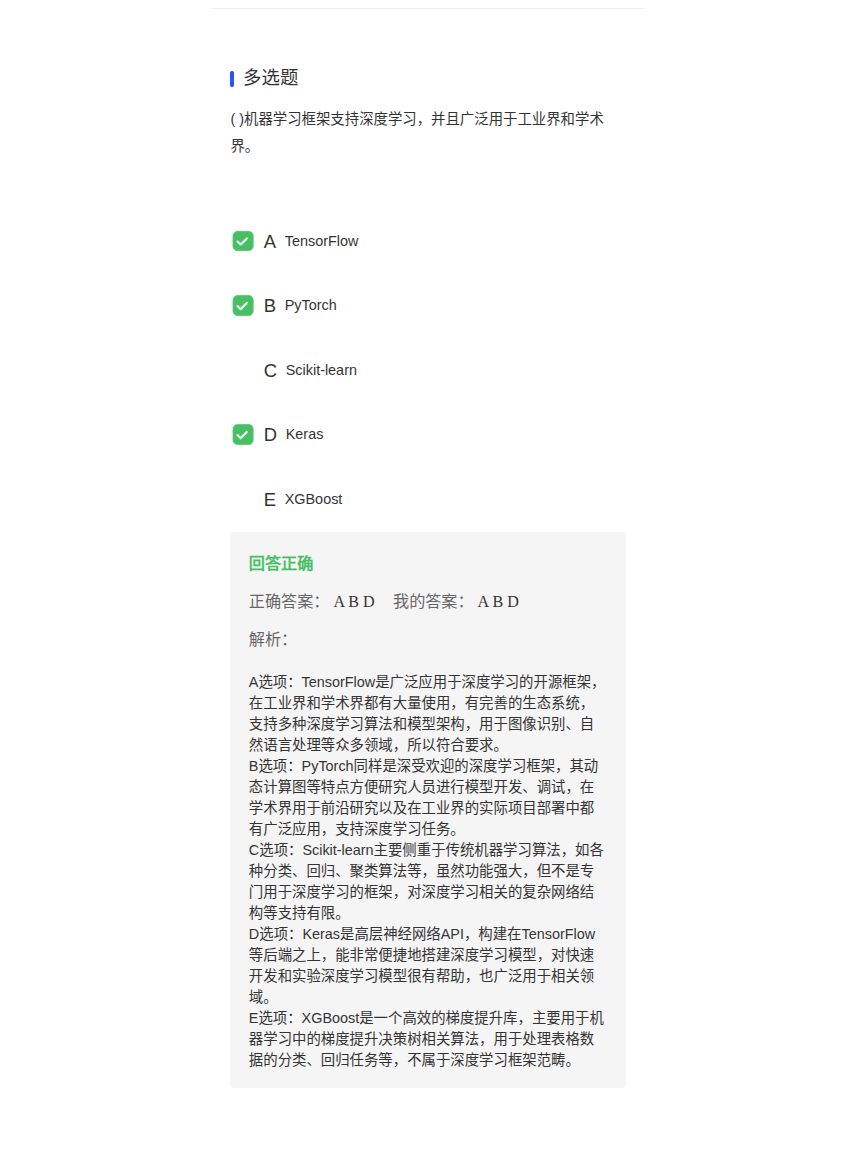 多选题
( )机器学习框架支持深度学习，并且广泛用于工业界和学术
界。
A TensorFlow
B PyTorch
C Scikit-learn
D Keras
E XGBoost
回答正确
正确答案： A B D 我的答案： A B D
解析：
A选项：TensorFlow是广泛应用于深度学习的开源框架，
在工业界和学术界都有大量使用，有完善的生态系统，
支持多种深度学习算法和模型架构，用于图像识别、自
然语言处理等众多领域，所以符合要求。
B选项：PyTorch同样是深受欢迎的深度学习框架，其动
态计算图等特点方便研究人员进行模型开发、调试，在
学术界用于前沿研究以及在工业界的实际项目部署中都
有广泛应用，支持深度学习任务。
C选项：Scikit-learn主要侧重于传统机器学习算法，如各
种分类、回归、聚类算法等，虽然功能强大，但不是专
门用于深度学习的框架，对深度学习相关的复杂网络结
构等支持有限。
D选项：Keras是高层神经网络API，构建在TensorFlow
等后端之上，能非常便捷地搭建深度学习模型，对快速
开发和实验深度学习模型很有帮助，也广泛用于相关领
域。
E选项：XGBoost是一个高效的梯度提升库，主要用于机
器学习中的梯度提升决策树相关算法，用于处理表格数
据的分类、回归任务等，不属于深度学习框架范畴。